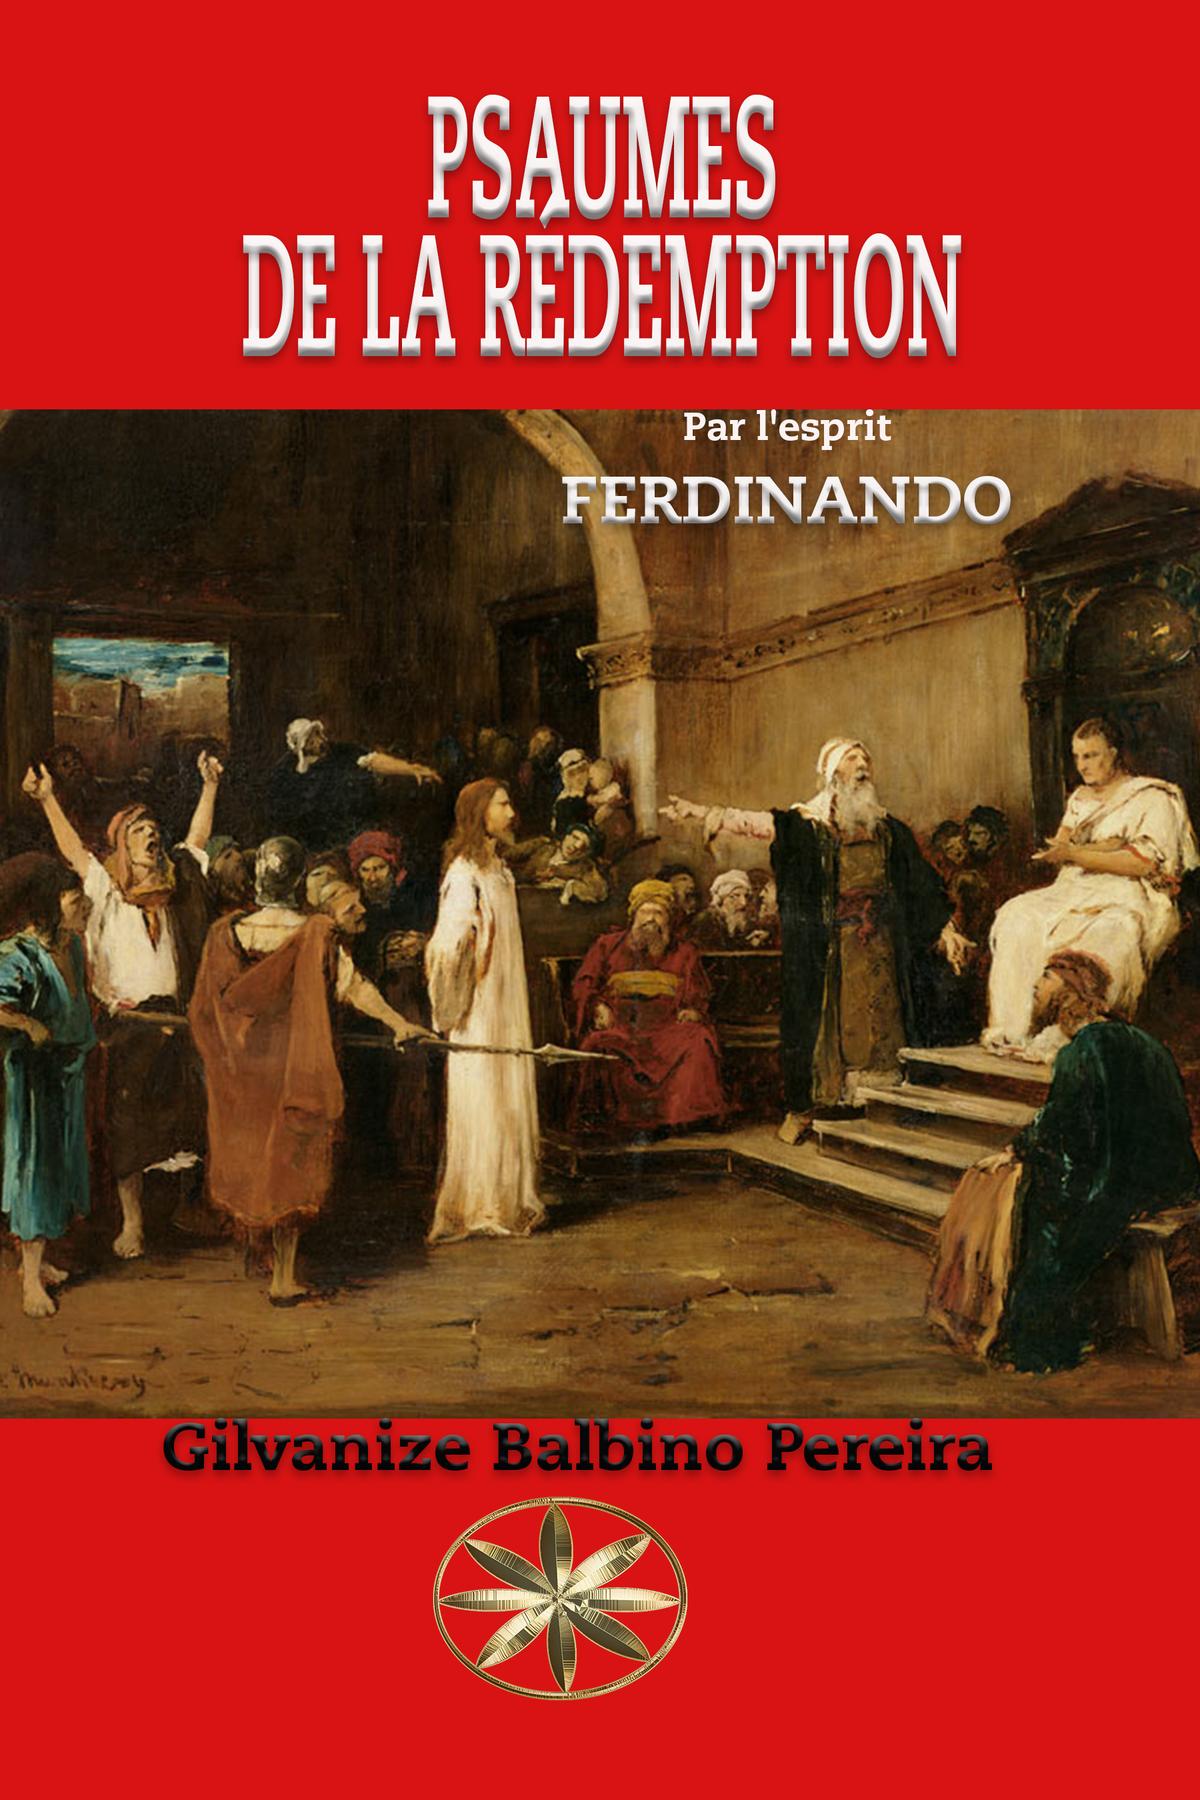 PSAUMES
DE LA RÉDEMPTION
Par l'esprit
FERDINANDO
Gilvanize Balbino Pereira